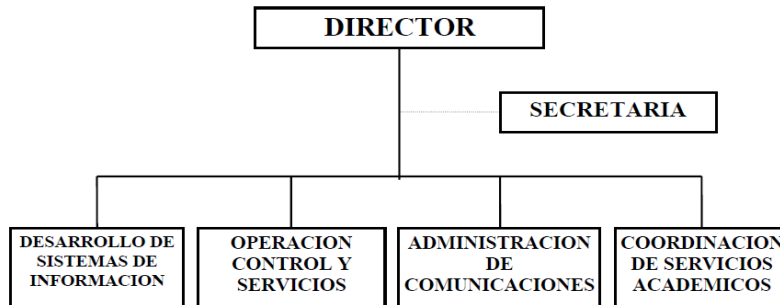 DIRECTOR
SECRETARIA
DESARROLLO DE
SISTEMAS DE
INFORMACION
OPERACION
CONTROL Y
SERVICIOS
ADMINISTRACION
DE
COMUNICACIONES
COORDINACION
DE SERVICIOS
ACADEMICOS